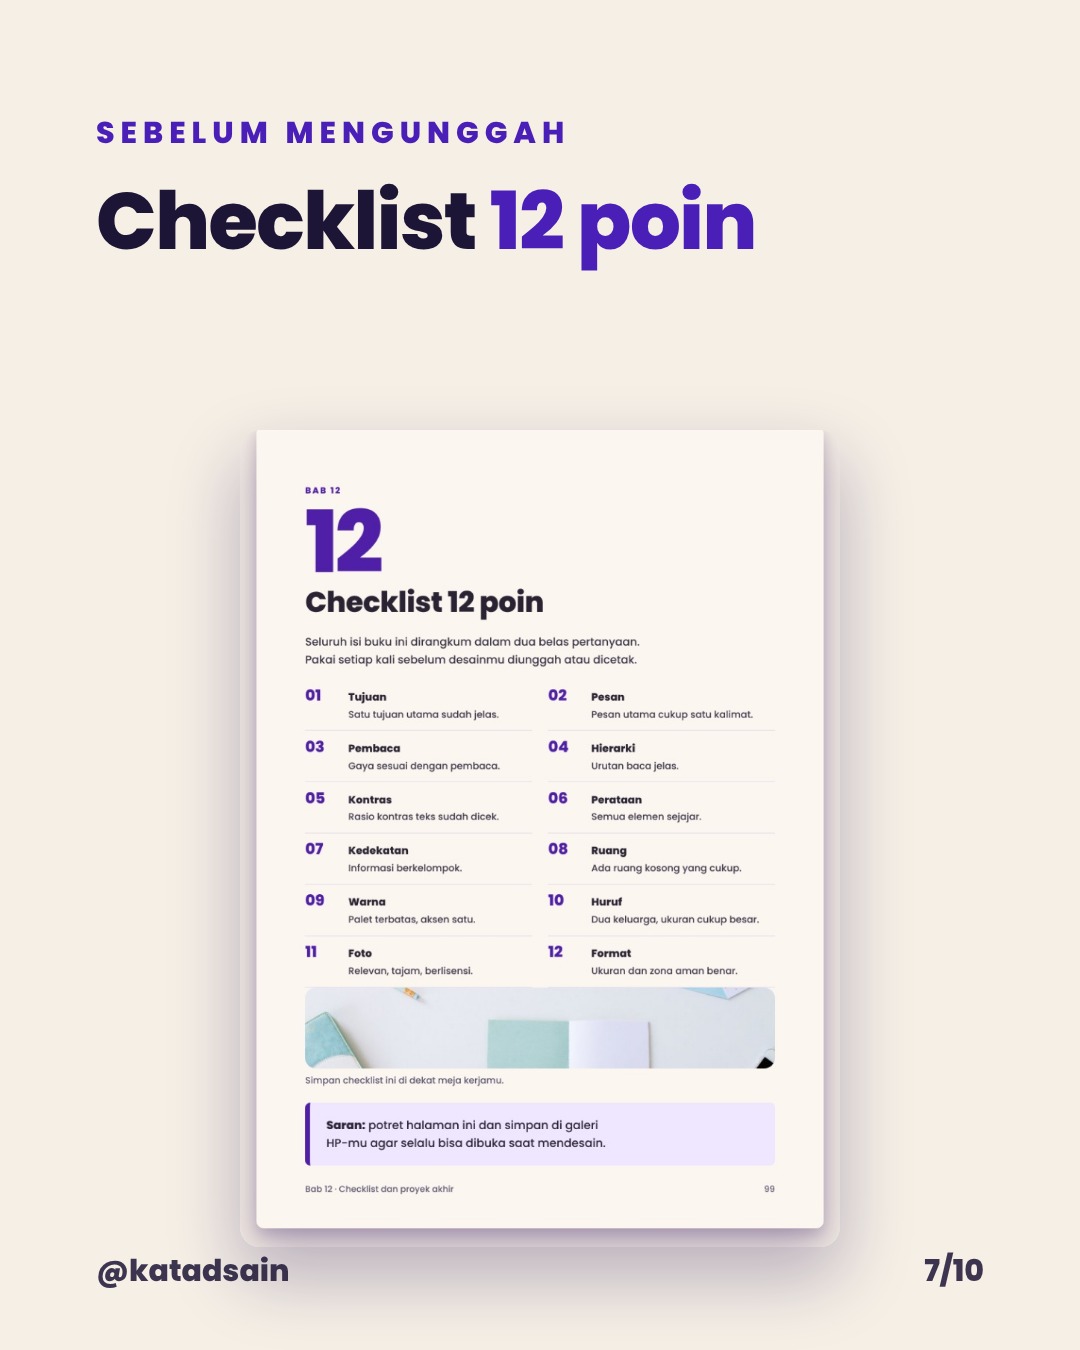 SEBELUM MENGUNGGAH
Checklist 12 poin
BAB 12
12
Checklist 12 poin
Seluruh isi buku ini dirangkum dalam dua belas pertanyaan.
Pakai setiap kali sebelum desainmu diunggah atau dicetak.
01 Tujuan
Satu tujuan utama sudah jelas.
02 Pesan
Pesan utama cukup satu kalimat.
03 Pembaca
Gaya sesuai dengan pembaca.
04 Hierarki
Urutan baca jelas.
05 Kontras
Rasio kontras teks sudah dicek.
06 Perataan
Semua elemen sejajar.
07 Kedekatan
Informasi berkelompok.
08 Ruang
Ada ruang kosong yang cukup.
09 Warna
Palet terbatas, aksen satu.
10 Huruf
Dua keluarga, ukuran cukup besar.
11 Foto
Relevan, tajam, berlisensi.
12 Format
Ukuran dan zona aman benar.
Simpan checklist ini di dekat meja kerjamu.
Saran: potret halaman ini dan simpan di galeri
HP-mu agar selalu bisa dibuka saat mendesain.
Bab 12 · Checklist dan proyek akhir
99
@katadsain
7/10